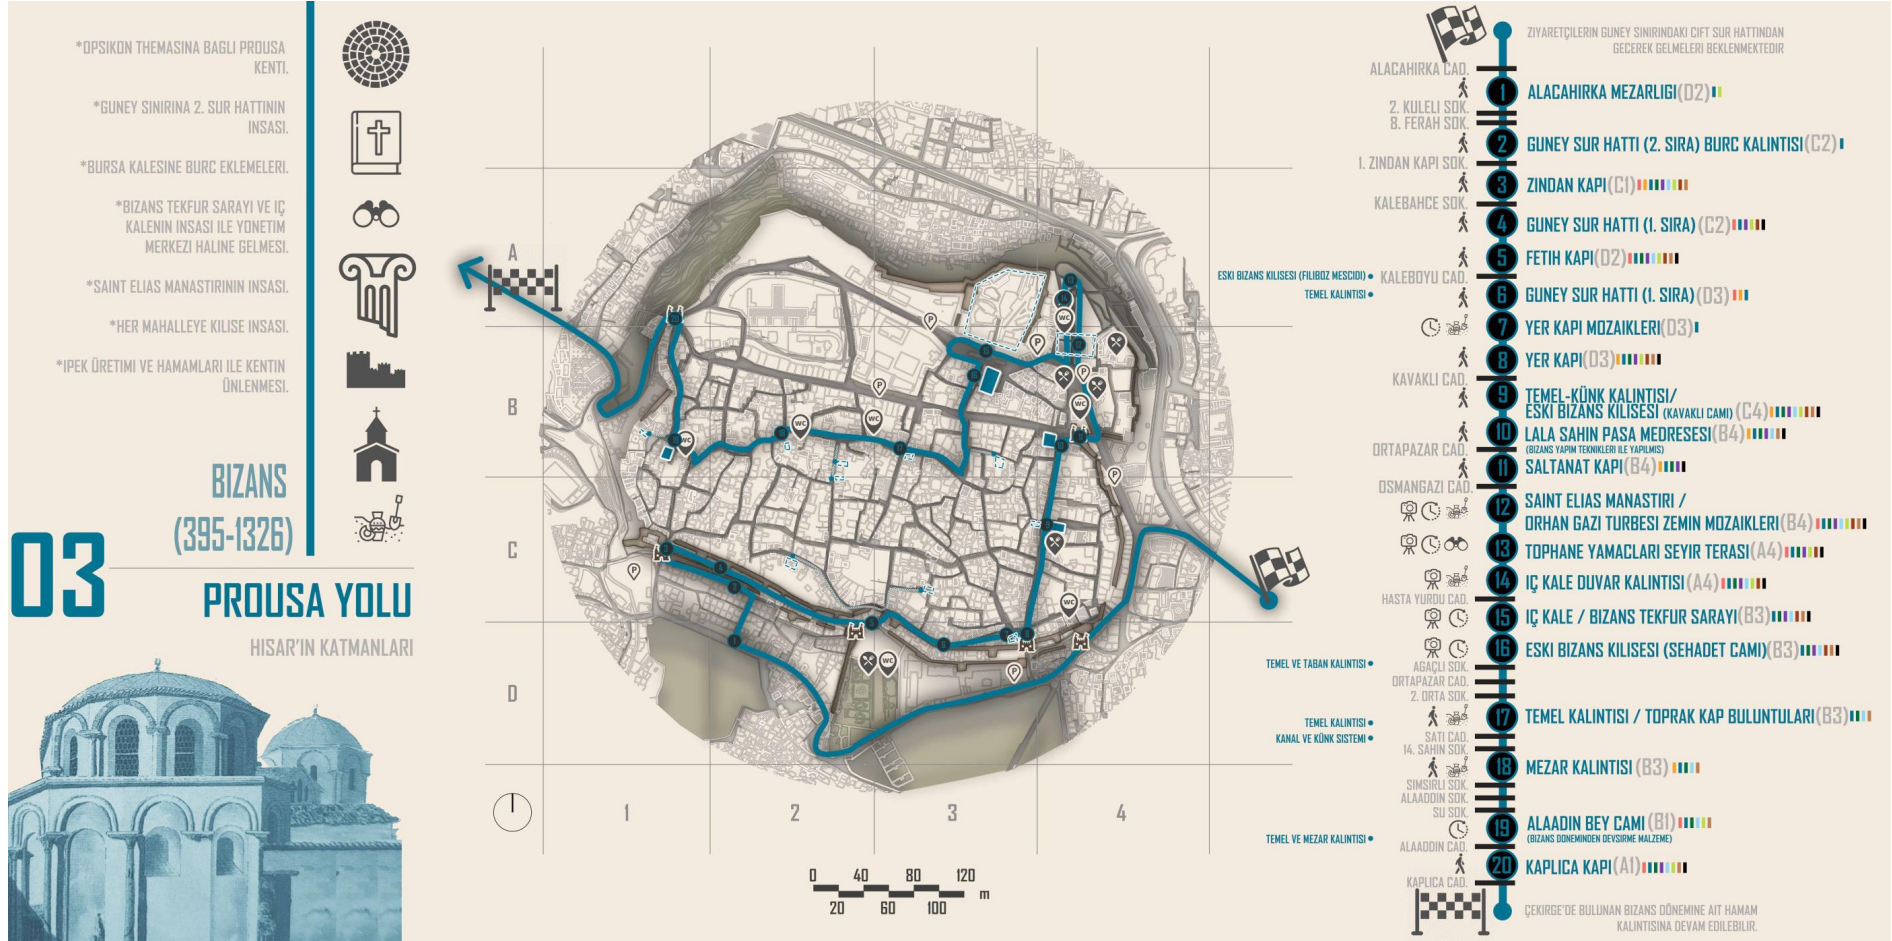 *OPSIKON THEMASINA BAGLI PROUSA
KENTI.
*GUNEY SINIRINA 2. SUR HATTININ
INSASI.
*BURSA KALESINE BURC EKLEMELERI.
*BIZANS TEKFUR SARAYI VE IÇ
KALENIN INSASI ILE YONETIM
MERKEZI HALINE GELMESI.
*SAINT ELIAS MANASTIRININ INSASI.
*HER MAHALLEYE KILISE INSASI.
*IPEK ÜRETIMI VE HAMAMLARI ILE KENTIN
ÜNLENMESI.
BIZANS
(395-1326)
03
PROUSA YOLU
HISAR'IN KATMANLARI
A
B
C
D
1
2
3
4
P
P
P
P
P
P
P
P
WC
WC
WC
WC
WC
WC
WC
0 40 80 120
m
20 60 100
ZIYARETÇILERIN GUNEY SINIRINDAKI CIFT SUR HATTINDAN
GECEREK GELMELERI BEKLENMEKTEDIR
ALACAHIRKA CAD.
1 ALACAHIRKA MEZARLIGI(D2)
2. KULELI SOK.
8. FERAH SOK.
2 GUNEY SUR HATTI (2. SIRA) BURC KALINTISI(C2)
1. ZINDAN KAPI SOK.
3 ZINDAN KAPI(C1)
KALEBAHCE SOK.
4 GUNEY SUR HATTI (1. SIRA)(C2)
5 FETIH KAPI(D2)
ESKI BIZANS KILISESI (FILIBOZ MESCIDI)
KALEBOYU CAD.
TEMEL KALINTISI
6 GUNEY SUR HATTI (1. SIRA)(D3)
7 YER KAPI MOZAIKLERI(D3)
8 YER KAPI(D3)
KAVAKLI CAD.
9 TEMEL-KÜNK KALINTISI/
ESKI BIZANS KILISESI (KAVAKLI CAMI)(C4)
10 LALA SAHIN PASA MEDRESESI(B4)
(BIZANS YAPIM TEKNIKLERI ILE YAPILMIS)
ORTAPAZAR CAD.
11 SALTANAT KAPI(B4)
OSMANGAZI CAD.
12 SAINT ELIAS MANASTIRI /
ORHAN GAZI TURBESI ZEMIN MOZAIKLERI(B4)
13 TOPHANE YAMACLARI SEYIR TERASI(A4)
14 IÇ KALE DUVAR KALINTISI (A4)
HASTA YURDU CAD.
15 IÇ KALE / BIZANS TEKFUR SARAYI(B3)
16 ESKI BIZANS KILISESI (SEHADET CAMI)(B3)
TEMEL VE TABAN KALINTISI
AGAÇLI SOK.
ORTAPAZAR CAD.
2. ORTA SOK.
17 TEMEL KALINTISI / TOPRAK KAP BULUNTULARI(B3)
TEMEL KALINTISI
KANAL VE KÜNK SISTEMI
SATI CAD.
14. SAHIN SOK.
18 MEZAR KALINTISI (B3)
SIMSIRLI SOK.
ALAADDIN SOK.
SU SOK.
19 ALAADIN BEY CAMI(B1)
(BIZANS DONEMINDEN DEVSIRME MALZEME)
TEMEL VE MEZAR KALINTISI
ALAADDIN CAD.
20 KAPLICA KAPI(A1)
KAPLICA CAD.
ÇEKIRGE'DE BULUNAN BIZANS DÖNEMINE AIT HAMAM
KALINTISINA DEVAM EDILEBILIR.